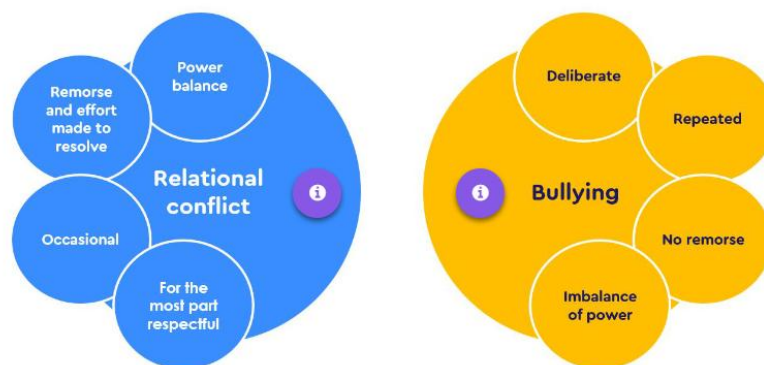 Power
balance
Remorse
and effort
made to
resolve
Relational
conflict
Occasional
For the
most part
respectful
Deliberate
Repeated
Bullying
No remorse
Imbalance
of power